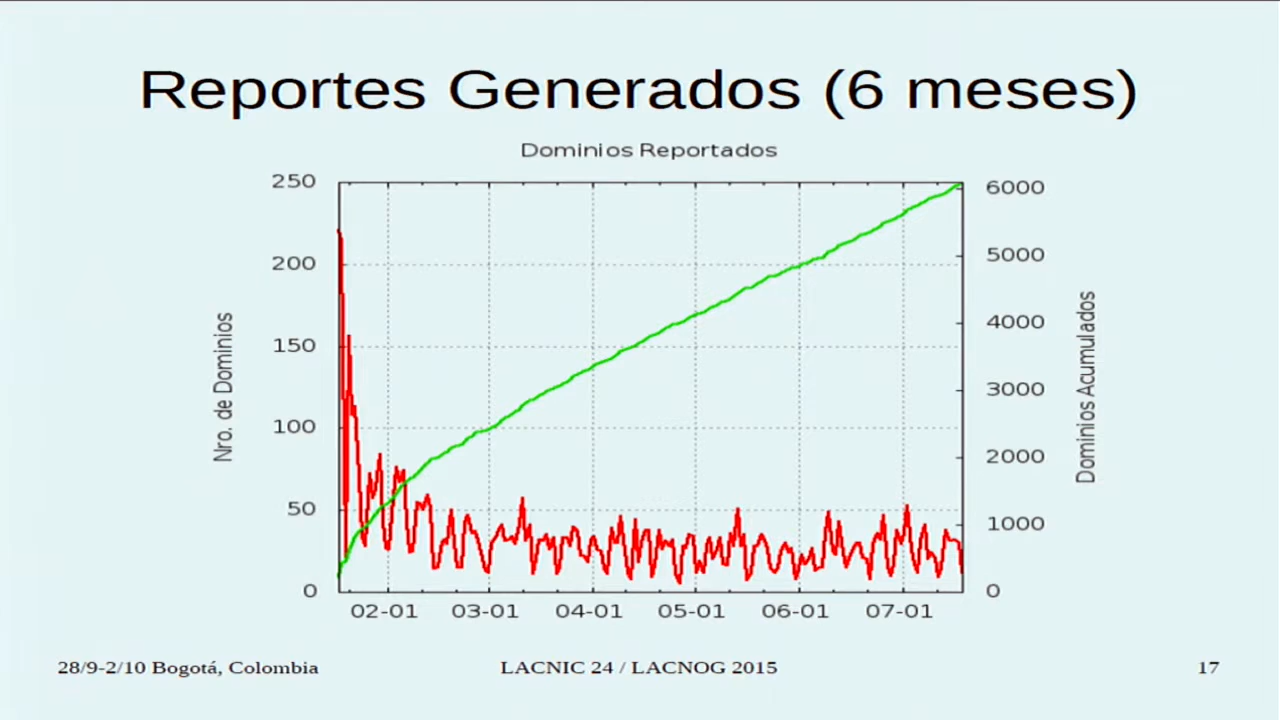 Reportes Generados (6 meses)
Dominios Reportados
250
200
150
100
50
0
Nro. de Dominios
6000
5000
4000
3000
2000
1000
0
Dominios Acumulados
02-01 03-01 04-01 05-01 06-01 07-01
28/9-2/10 Bogotá, Colombia LACNIC 24 / LACNOG 2015 17